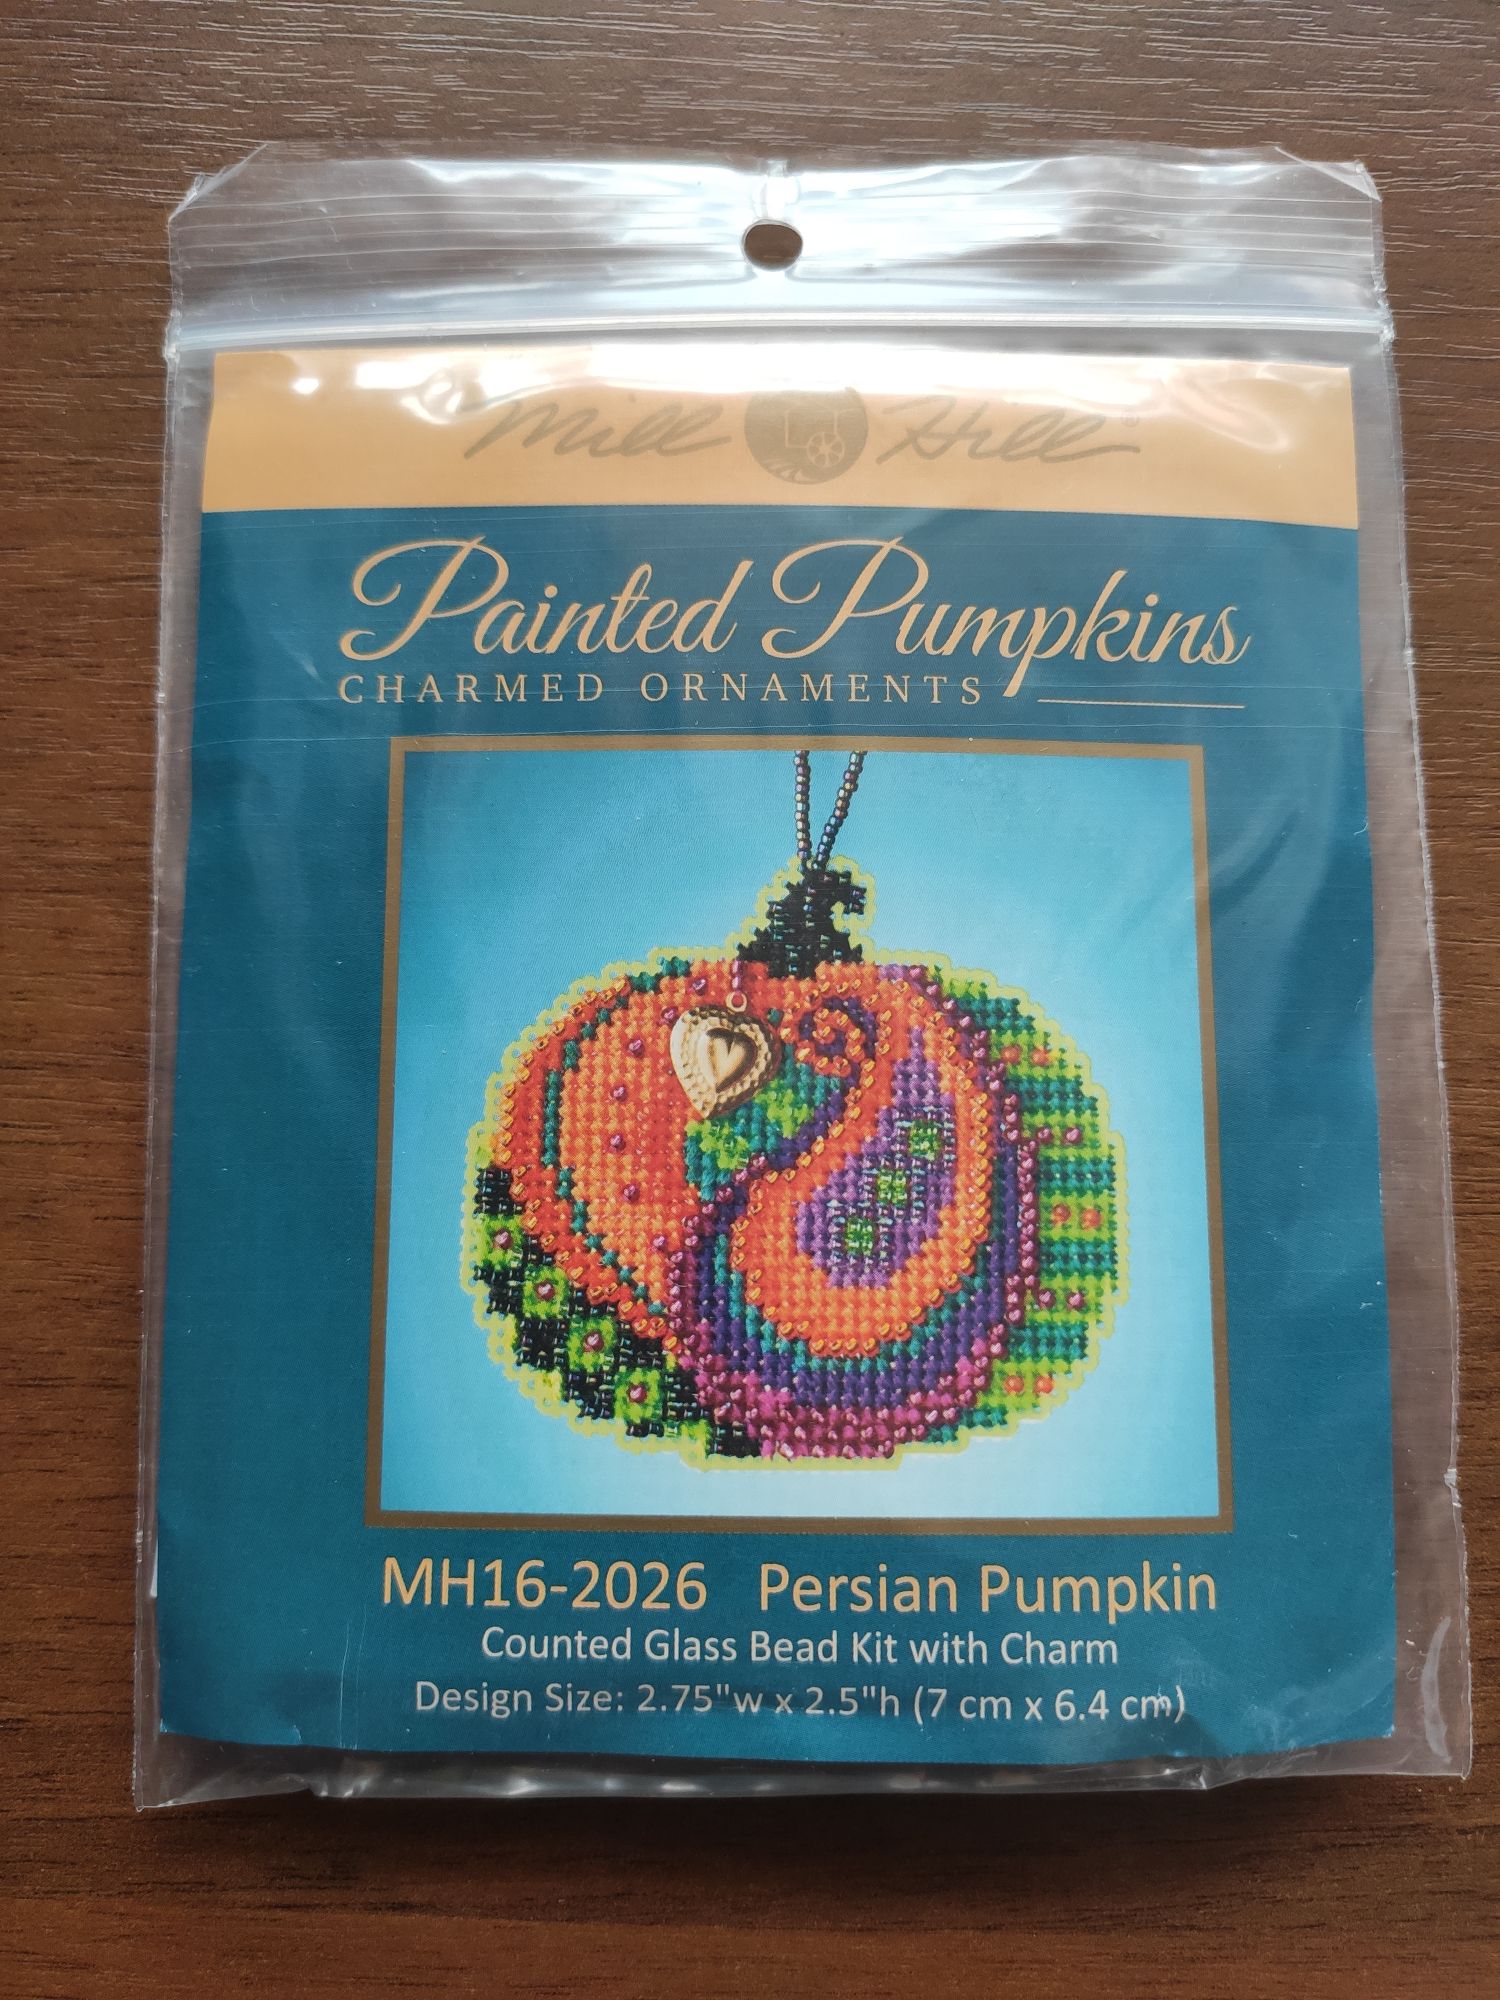 Mill Hill®
Painted Pumpkins
CHARMED ORNAMENTS
MH16-2026 Persian Pumpkin
Counted Glass Bead Kit with Charm
Design Size: 2.75"w x 2.5"h (7 cm x 6.4 cm)